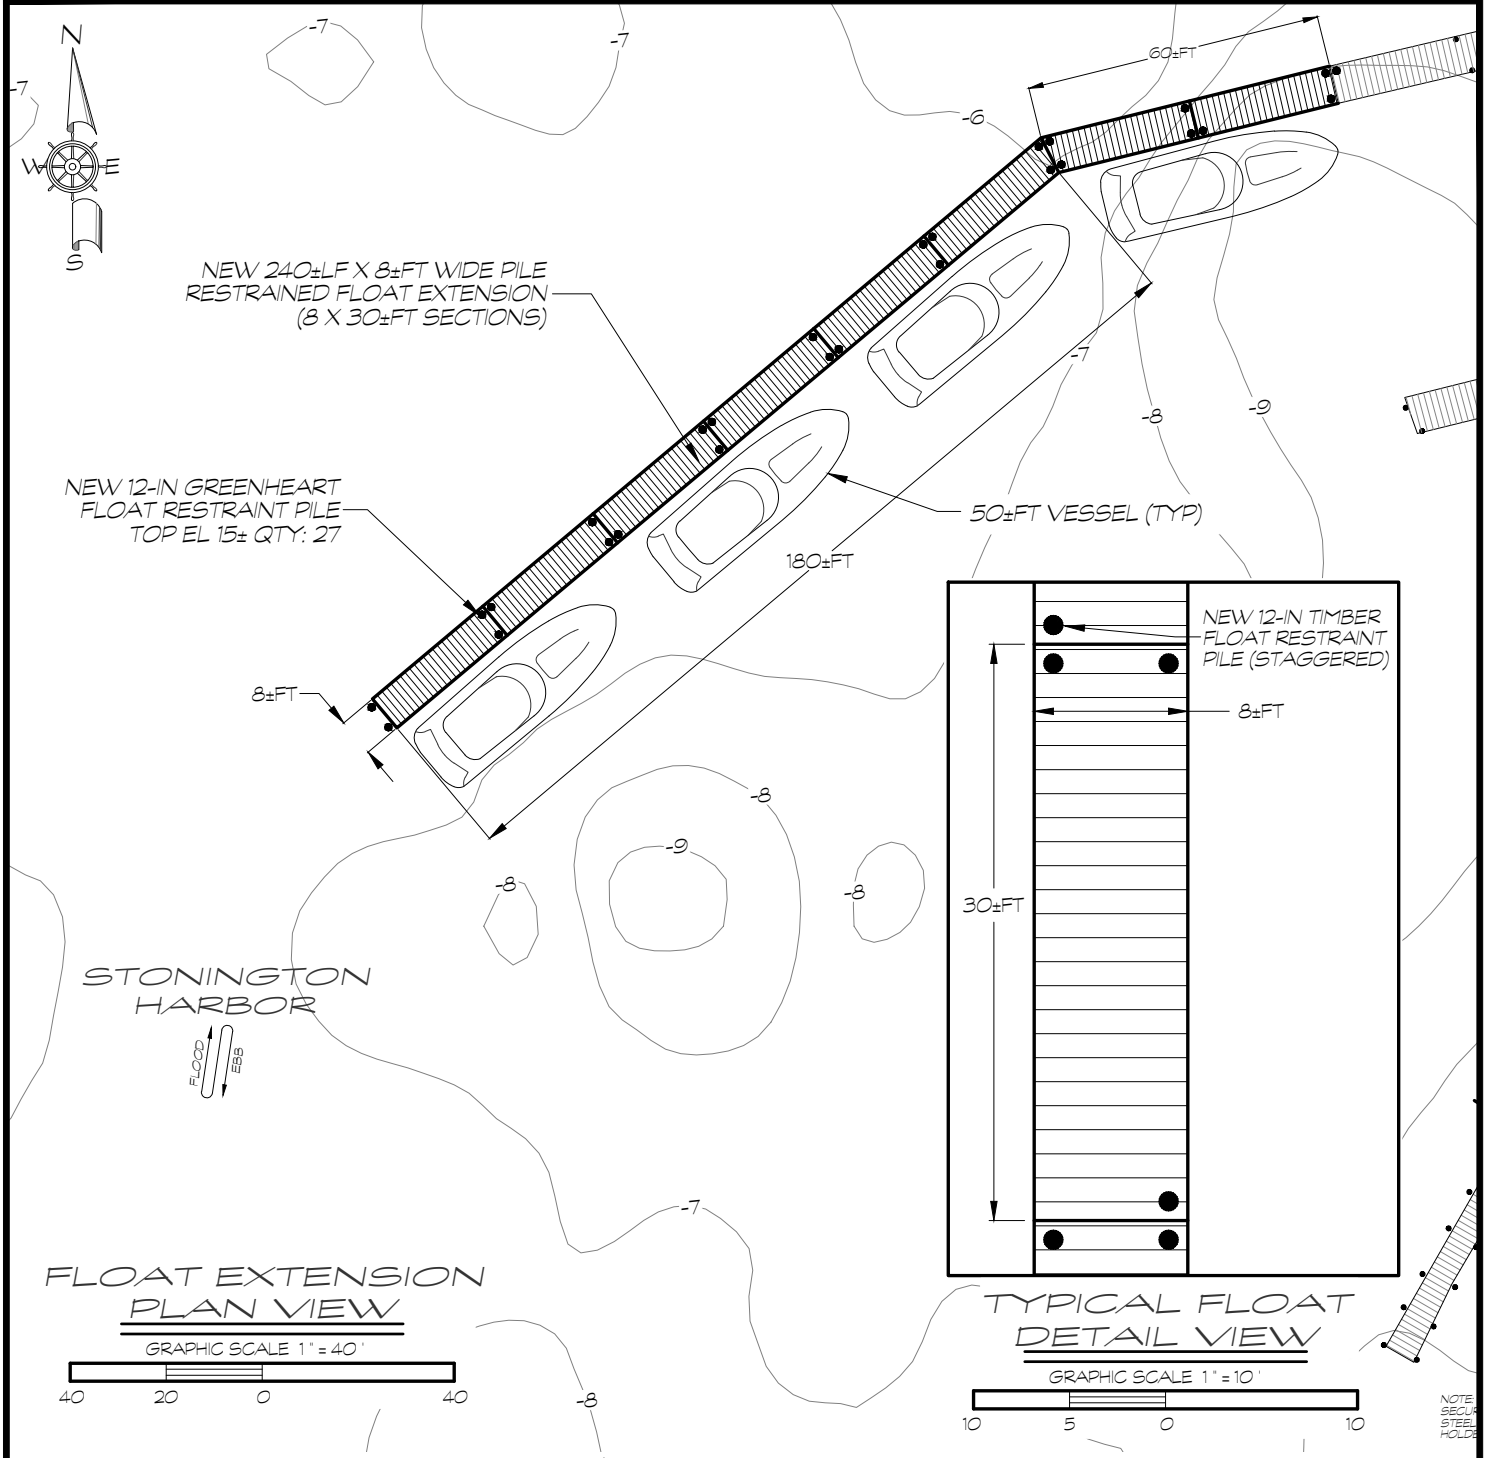 -7
-7
-7
60±FT
N
-6
W
E
S
NEW 240±LF X 8±FT WIDE PILE
RESTRAINED FLOAT EXTENSION
(8 X 30±FT SECTIONS)
-7
-8
-9
NEW 12-IN GREENHEART
FLOAT RESTRAINT PILE
TOP EL 15± QTY: 27
50±FT VESSEL (TYP)
180±FT
NEW 12-IN TIMBER
FLOAT RESTRAINT
PILE (STAGGERED)
8±FT
8±FT
-8
-9
-8
-8
30±FT
STONINGTON
HARBOR
FLOOD
EBB
-7
FLOAT EXTENSION
PLAN VIEW
GRAPHIC SCALE 1" = 40'
40 20 0 40
-8
TYPICAL FLOAT
DETAIL VIEW
GRAPHIC SCALE 1" = 10'
10 5 0 10
NOTE: